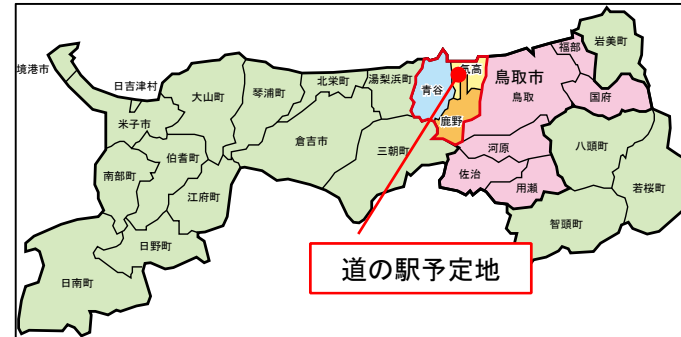 境港市
日吉津村
米子市
大山町
琴浦町
北栄町
湯梨浜町
青谷
気高
鹿野
鳥取市
鳥取
福部
岩美町
国府
南部町
伯耆町
江府町
倉吉市
三朝町
河原
佐治
用瀬
八頭町
若桜町
智頭町
日野町
日南町
道の駅予定地